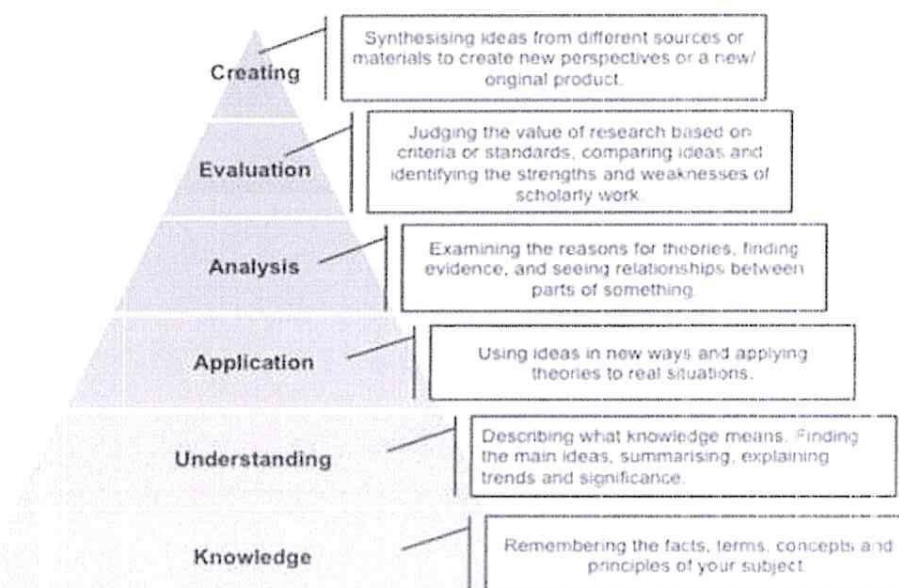 Creating
Synthesising ideas from different sources or
materials to create new perspectives or a new/
original product.
Evaluation
Judging the value of research based on
criteria or standards, comparing ideas and
identifying the strengths and weaknesses of
scholarly work.
Analysis
Examining the reasons for theories, finding
evidence, and seeing relationships between
parts of something.
Application
Using ideas in new ways and applying
theories to real situations.
Understanding
Describing what knowledge means. Finding
the main ideas, summarising, explaining
trends and significance.
Knowledge
Remembering the facts, terms, concepts and
principles of your subject.